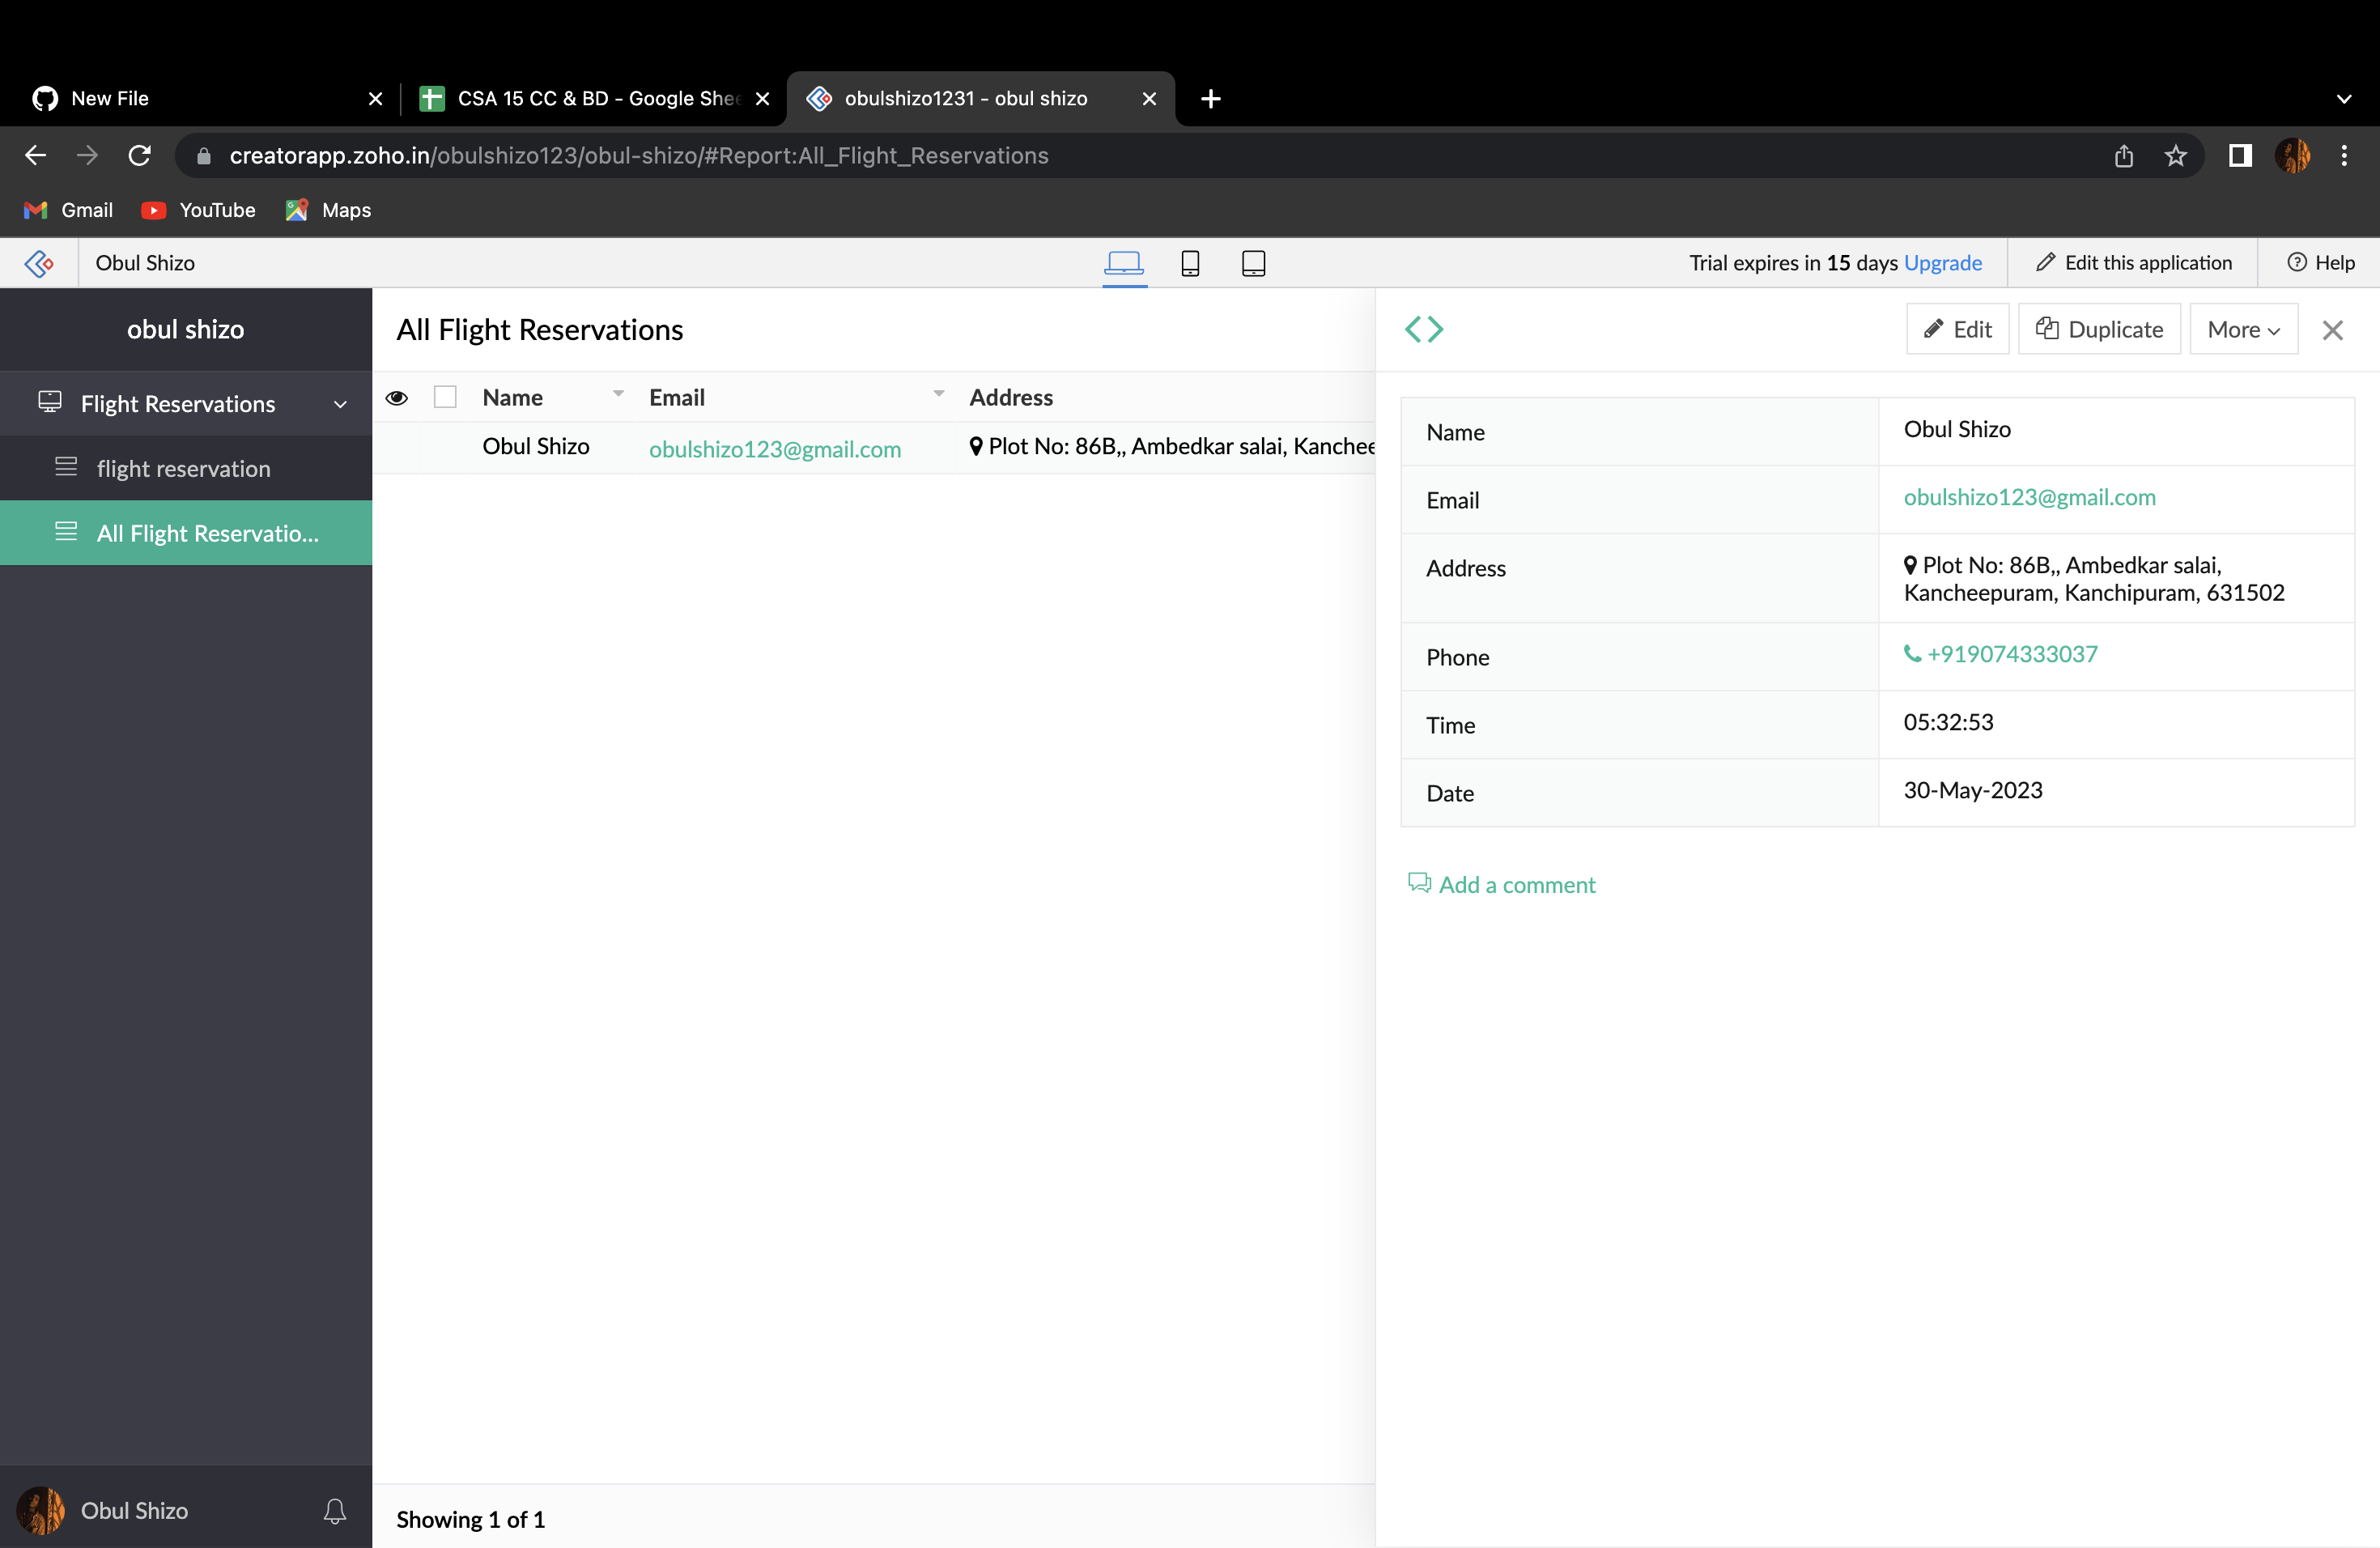 New File
CSA 15 CC & BD - Google Shee
obulshizo1231 - obul shizo
creatorapp.zoho.in/obulshizo123/obul-shizo/#Report:All_Flight_Reservations
Gmail YouTube Maps
Obul Shizo
Trial expires in 15 days Upgrade
Edit this application
Help
obul shizo
Flight Reservations
flight reservation
All Flight Reservatio...
Obul Shizo
All Flight Reservations
Name Email Address
Obul Shizo obulshizo123@gmail.com Plot No: 86B,, Ambedkar salai, Kanchee
Showing 1 of 1
Edit Duplicate More
Name Obul Shizo
Email obulshizo123@gmail.com
Address Plot No: 86B,, Ambedkar salai,
Kancheepuram, Kanchipuram, 631502
Phone +919074333037
Time 05:32:53
Date 30-May-2023
Add a comment